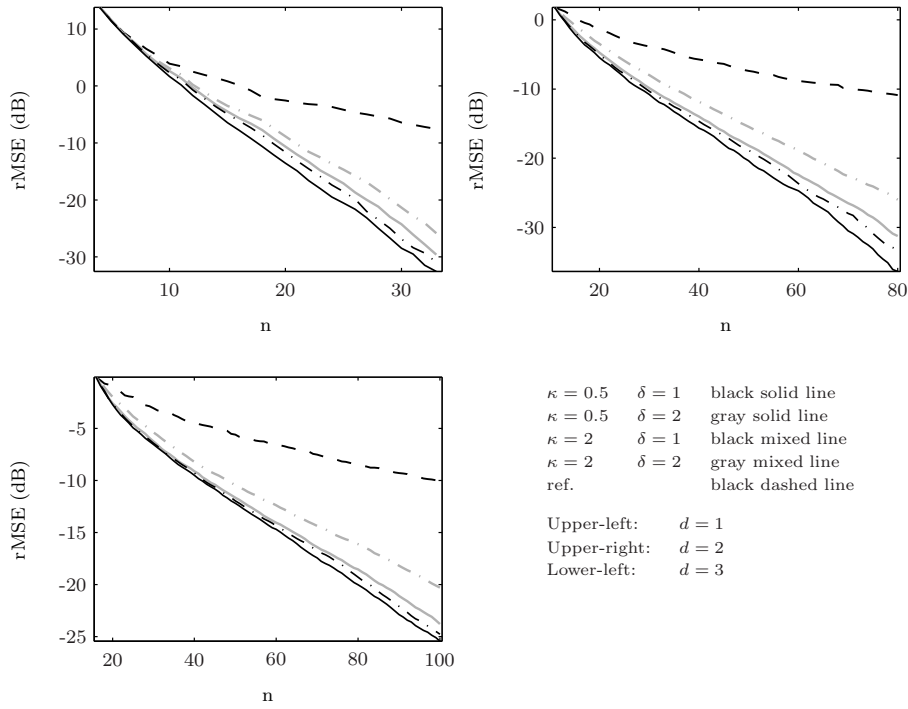 10
0
-10
-20
-30
rMSE (dB)
10
20
30
n
0
-10
-20
-30
rMSE (dB)
20
40
60
80
n
-5
-10
-15
-20
-25
rMSE (dB)
20
40
60
80
100
n
κ = 0.5 δ = 1 black solid line
κ = 0.5 δ = 2 gray solid line
κ = 2 δ = 1 black mixed line
κ = 2 δ = 2 gray mixed line
ref. black dashed line
Upper-left: d = 1
Upper-right: d = 2
Lower-left: d = 3